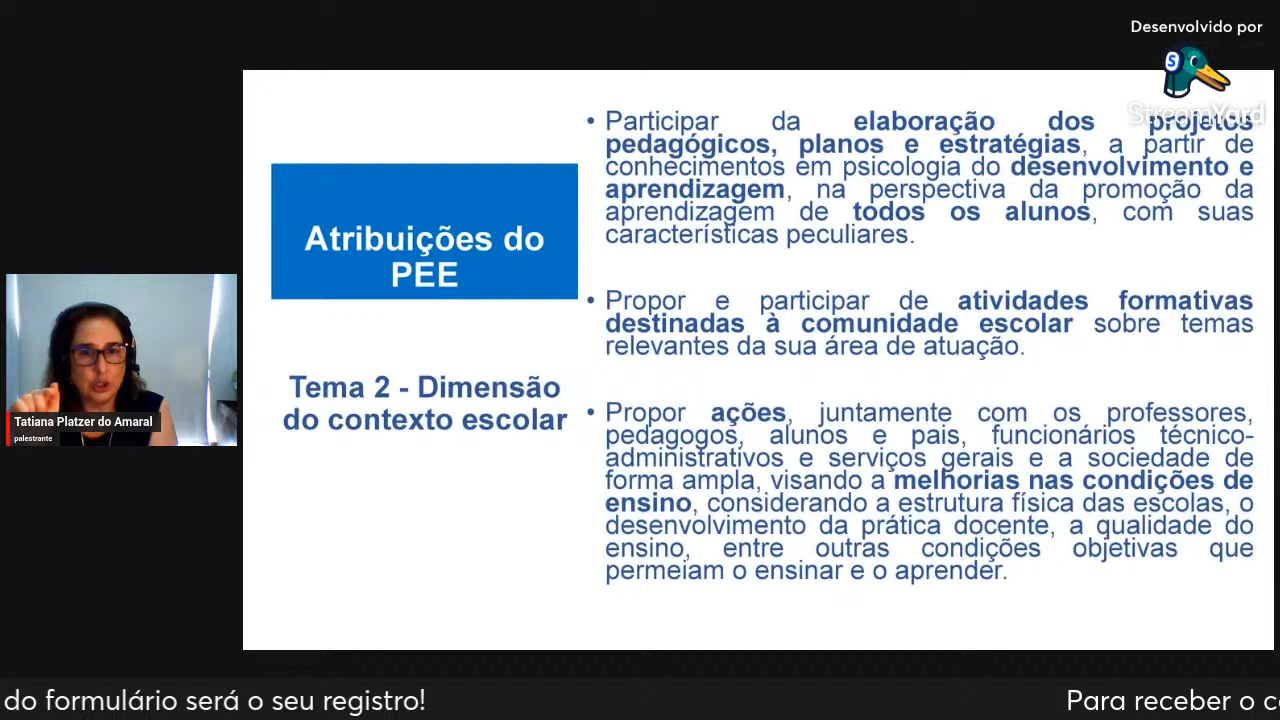 Desenvolvido por
StreamYard
Participar da elaboração dos projetos
pedagógicos, planos e estratégias, a partir de
conhecimentos em psicologia do desenvolvimento e
aprendizagem, na perspectiva da promoção da
aprendizagem de todos os alunos, com suas
características peculiares.
Atribuições do
PEE
Propor e participar de atividades formativas
destinadas à comunidade escolar sobre temas
relevantes da sua área de atuação.
Tema 2 - Dimensão
do contexto escolar
Propor ações, juntamente com os professores,
pedagogos, alunos e pais, funcionários técnico-
administrativos e serviços gerais e a sociedade de
forma ampla, visando a melhorias nas condições de
ensino, considerando a estrutura física das escolas, o
desenvolvimento da prática docente, a qualidade do
ensino, entre outras condições objetivas que
permeiam o ensinar e o aprender.
Tatiana Platzer do Amaral
palestrante
do formulário será o seu registro!
Para receber o